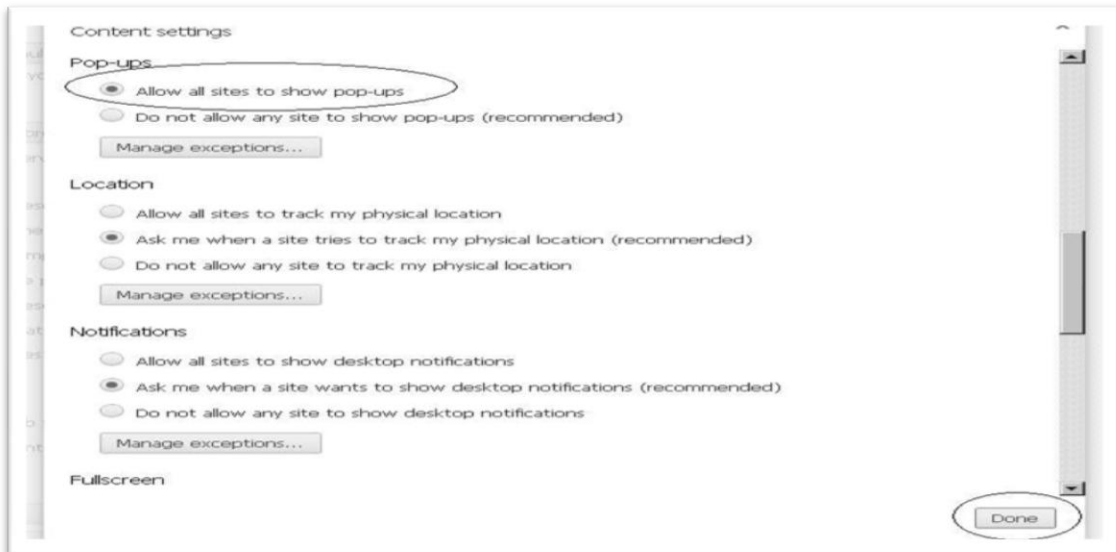 Content settings
Pop-ups
Allow all sites to show pop-ups
Do not allow any site to show pop-ups (recommended)
Manage exceptions...
Location
Allow all sites to track my physical location
Ask me when a site tries to track my physical location (recommended)
Do not allow any site to track my physical location
Manage exceptions...
Notifications
Allow all sites to show desktop notifications
Ask me when a site wants to show desktop notifications (recommended)
Do not allow any site to show desktop notifications
Manage exceptions...
Fullscreen
Done